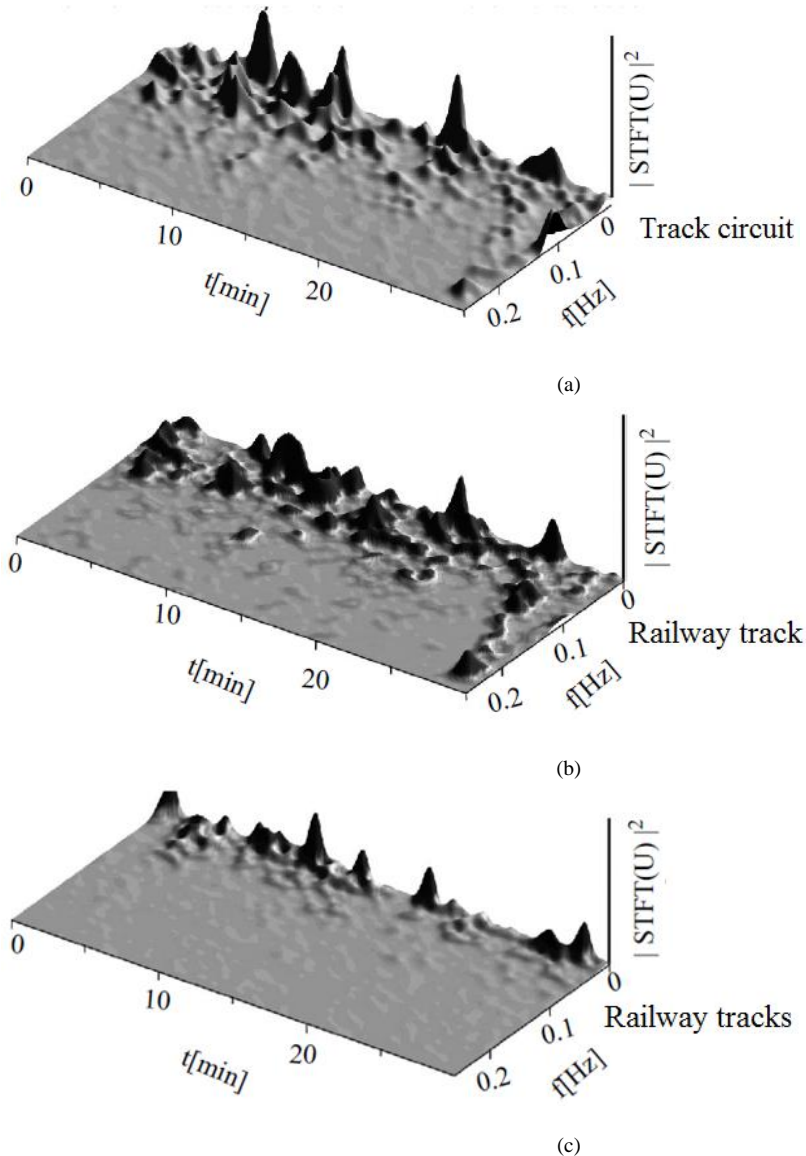 | STFT(U) |²
Track circuit
0
10
20
t[min]
0
0.1
0.2
f[Hz]
(a)
| STFT(U) |²
Railway track
0
10
20
t[min]
0
0.1
0.2
f[Hz]
(b)
| STFT(U) |²
Railway tracks
0
10
20
t[min]
0
0.1
0.2
f[Hz]
(c)